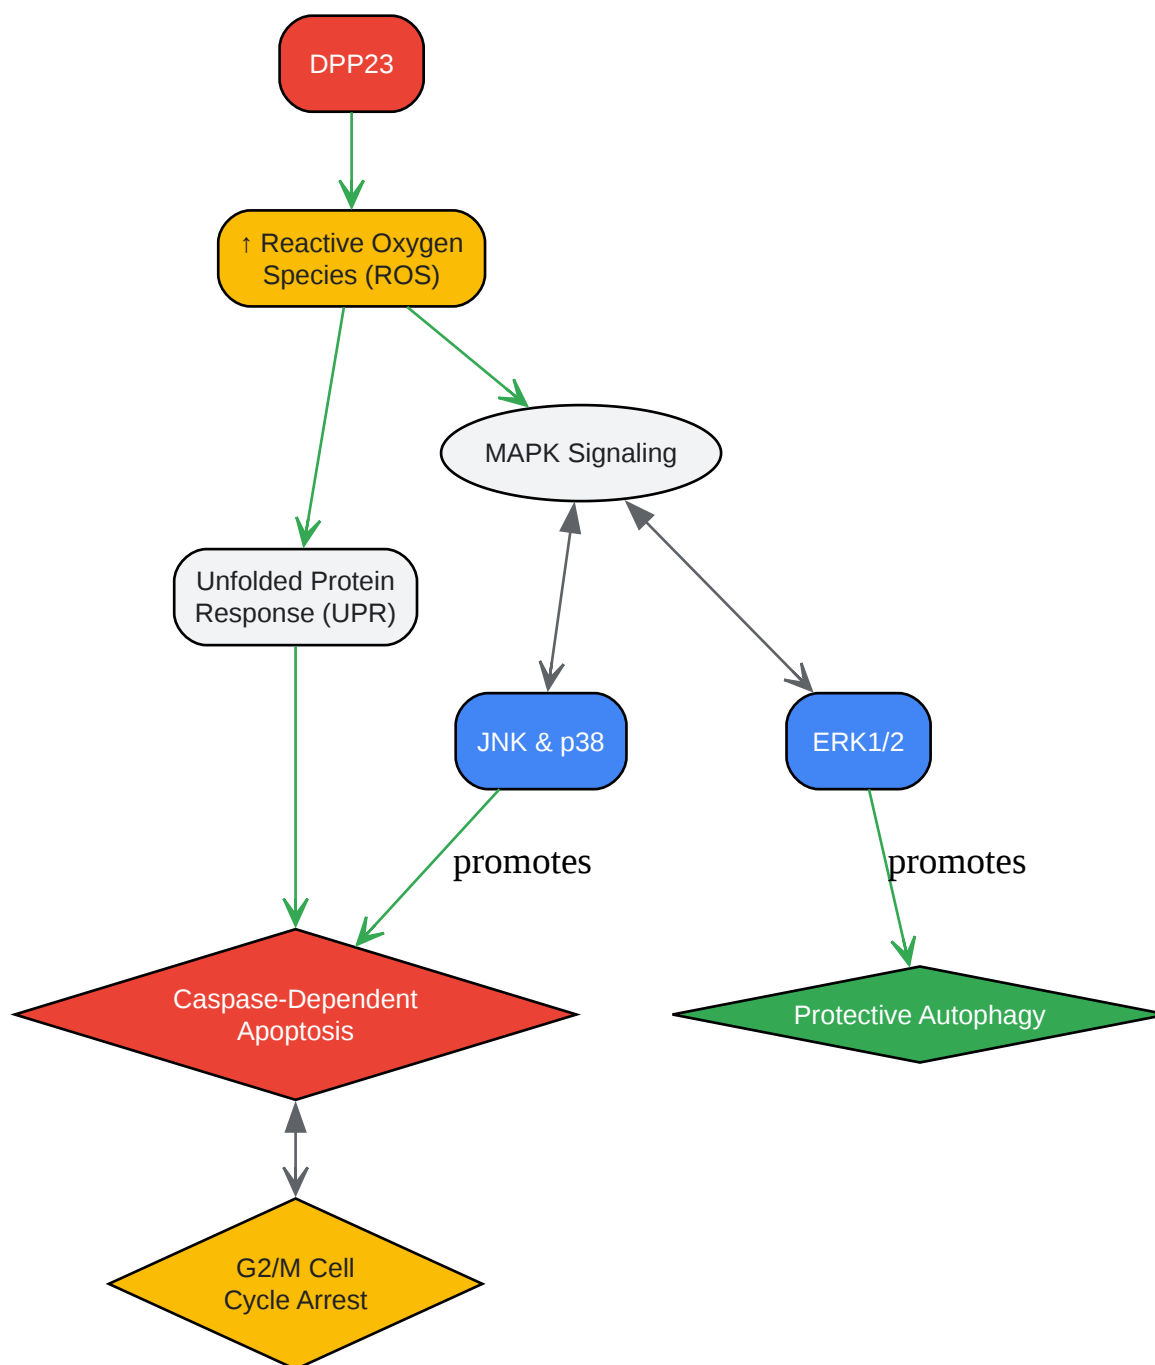 DPP23
↑ Reactive Oxygen
Species (ROS)
MAPK Signaling
Unfolded Protein
Response (UPR)
JNK & p38
ERK1/2
promotes
promotes
Caspase-Dependent
Apoptosis
Protective Autophagy
G2/M Cell
Cycle Arrest